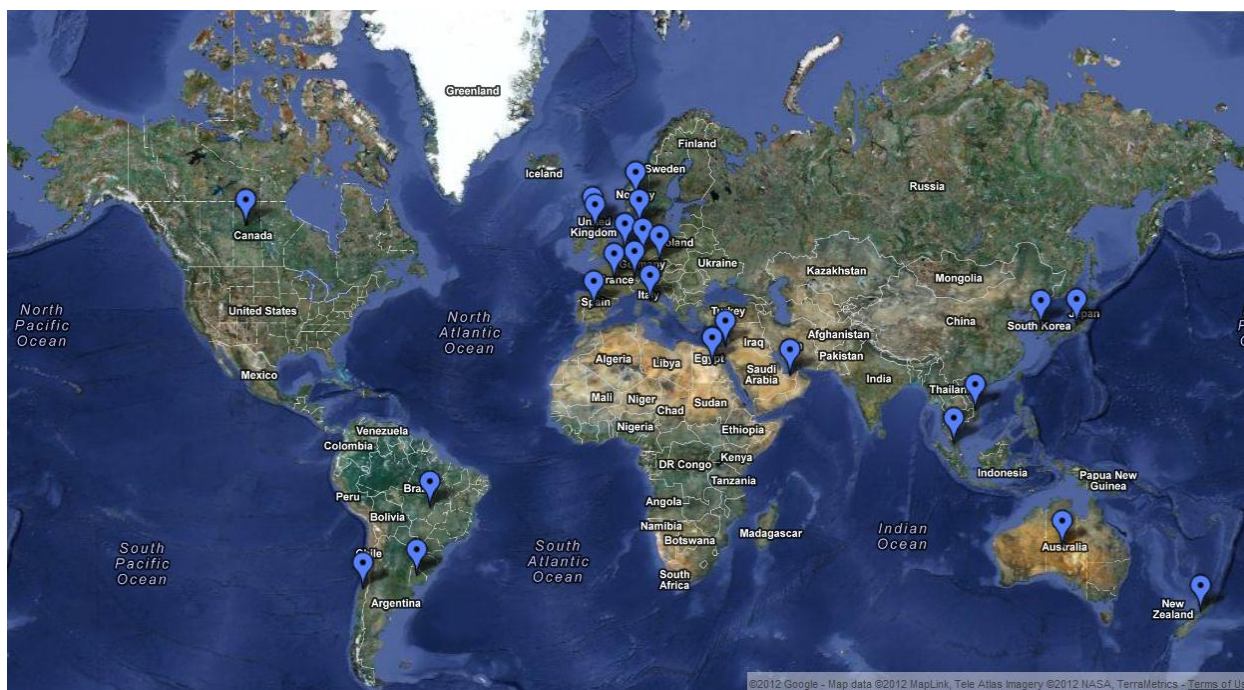 Greenland
Iceland
Finland
Sweden
Russia
Canada
United
Kingdom
Ukraine
Kazakhstan
Mongolia
North
Pacific
Ocean
United States
North
Atlantic
Ocean
Spain
Italy
Turkey
China
South Korea
Japan
Mexico
Algeria
Libya
Egypt
Iraq
Saudi
Arabia
Afghanistan
Pakistan
India
Thailand
Mali
Niger
Chad
Sudan
Venezuela
Colombia
Nigeria
Ethiopia
Kenya
DR Congo
Tanzania
Indonesia
Papua New
Guinea
Peru
Bolivia
Angola
Namibia
Botswana
Madagascar
South
Africa
Indian
Ocean
Australia
South
Pacific
Ocean
Chile
South
Atlantic
Ocean
Argentina
New
Zealand
©2012 Google - Map data ©2012 MapLink, Tele Atlas Imagery ©2012 NASA, TerraMetrics - Terms of Us